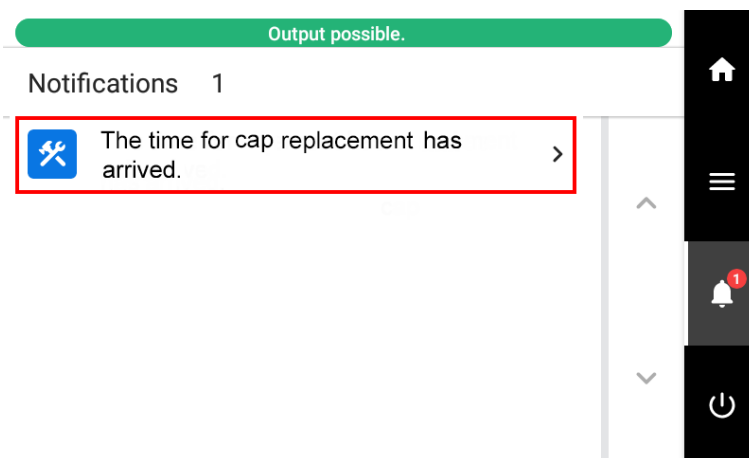 Output possible.
Notifications 1
The time for cap replacement has
arrived.
1